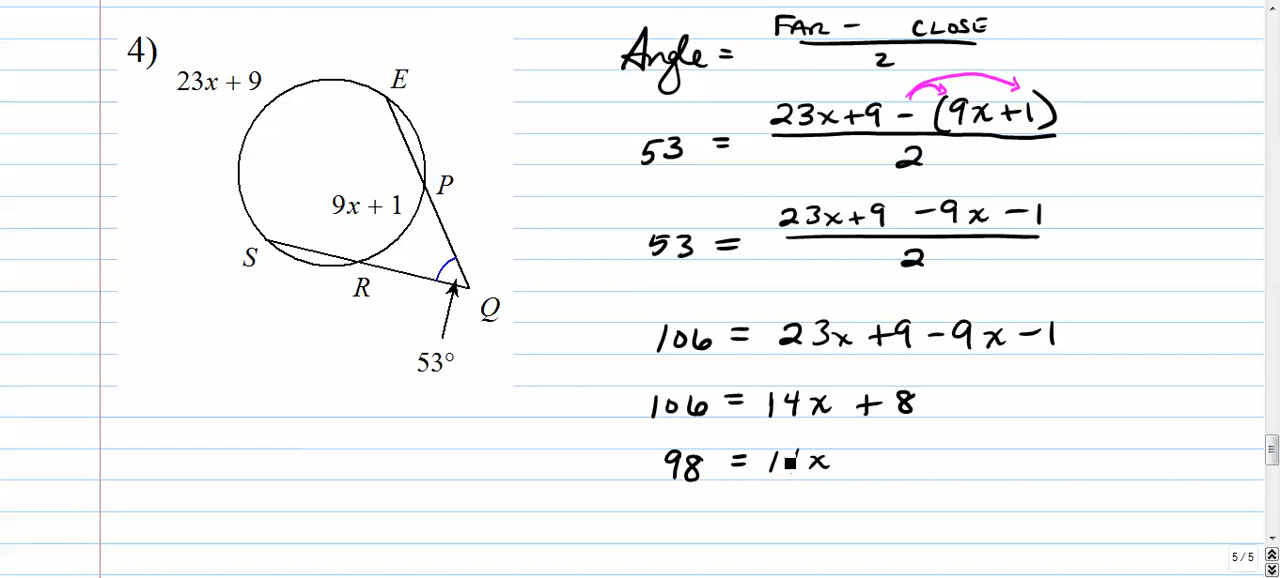 4)
23x + 9
E
P
9x + 1
S
R
Q
53°
Angle = FAR - CLOSE / 2
53 = 23x+9 - (9x+1) / 2
53 = 23x+9 -9x -1 / 2
106 = 23x +9 -9x -1
106 = 14x + 8
98 = 14x
5 / 5